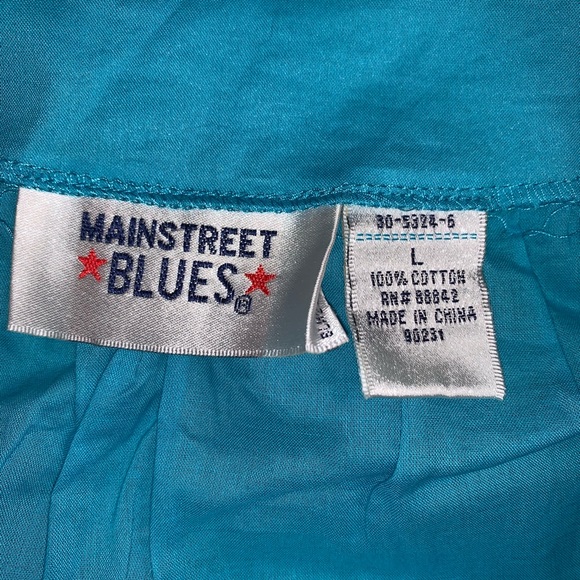 MAINSTREET
BLUES®
30-5324-6
L
100% COTTON
RN# 88842
MADE IN CHINA
90231